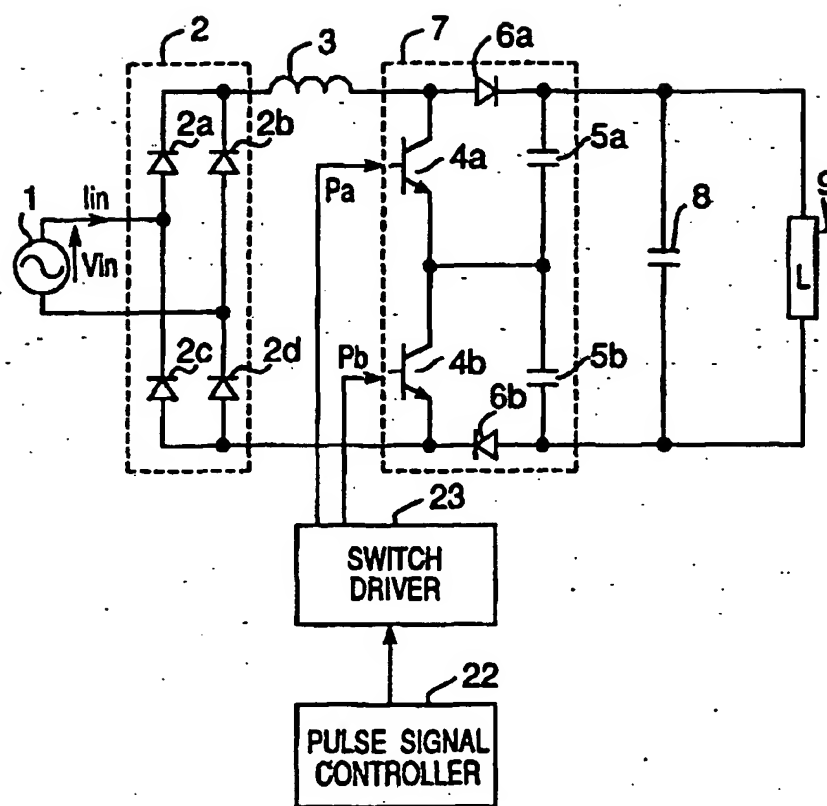 2
3
7
6a
2a
2b
4a
5a
9
1
Iin
Vin
Pa
8
L
2c
2d
Pb
4b
5b
6b
23
SWITCH
DRIVER
22
PULSE SIGNAL
CONTROLLER